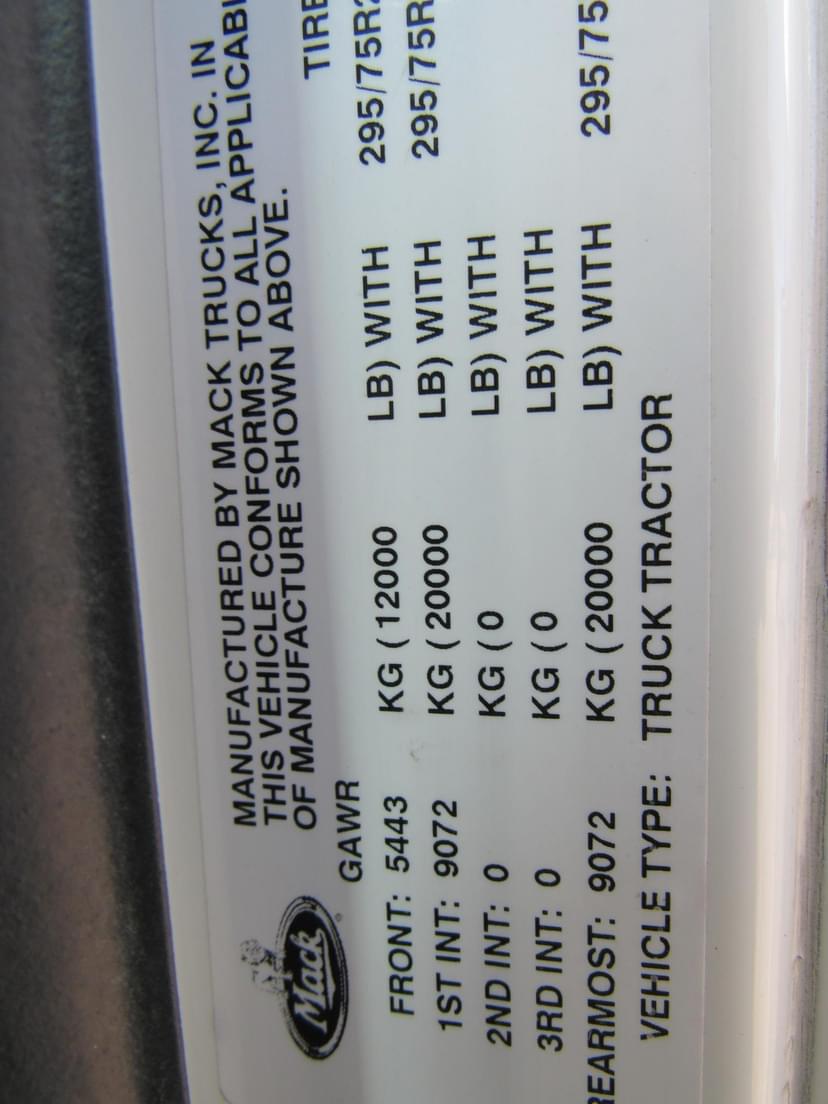 MANUFACTURED BY MACK TRUCKS, INC. IN
THIS VEHICLE CONFORMS TO ALL
OF MANUFACTURE SHOWN ABOVE.
Mack
GAWR
FRONT: 5443 KG ( 12000 LB) WITH 295/75R
1ST INT: 9072 KG ( 20000 LB) WITH 295/75R
2ND INT: 0 KG ( 0 LB) WITH
3RD INT: 0 KG ( 0 LB) WITH
REARMOST: 9072 KG ( 20000 LB) WITH 295/75
VEHICLE TYPE: TRUCK TRACTOR